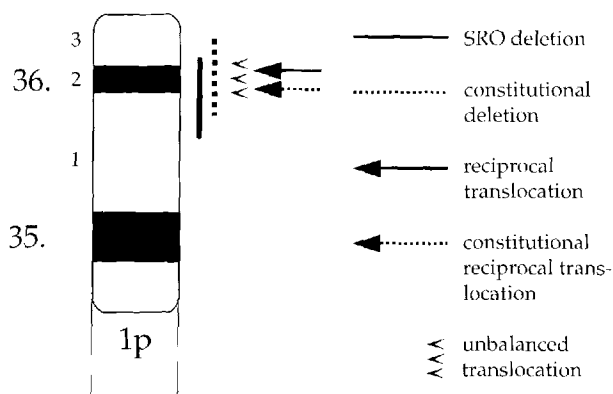 3
36. 2
1
35.
1p
SRO deletion
constitutional
deletion
reciprocal
translocation
constitutional
reciprocal trans-
location
unbalanced
translocation